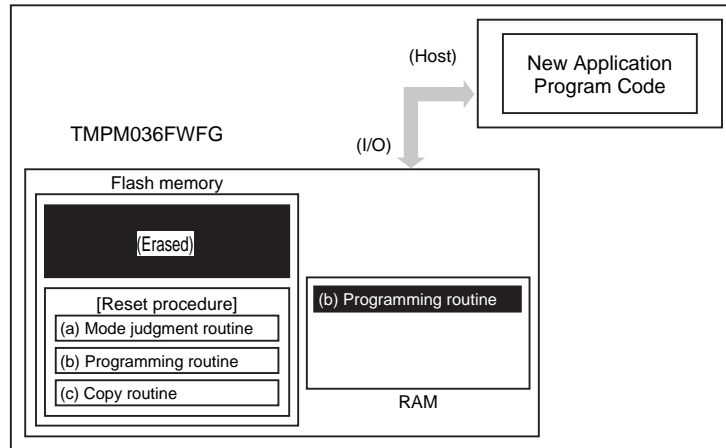 (Host)
New Application
Program Code
TMPM036FWFG
(I/O)
Flash memory
(Erased)
[Reset procedure]
(a) Mode judgment routine
(b) Programming routine
(c) Copy routine
(b) Programming routine
RAM